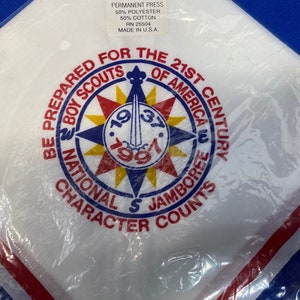 PERMANENT PRESS
50% POLYESTER
50% COTTON
RN 25504
MADE IN U.S.A.
BE PREPARED FOR THE 21ST CENTURY
BOY SCOUTS OF AMERICA
W E
1937
1997
S
NATIONAL JAMBOREE
CHARACTER COUNTS